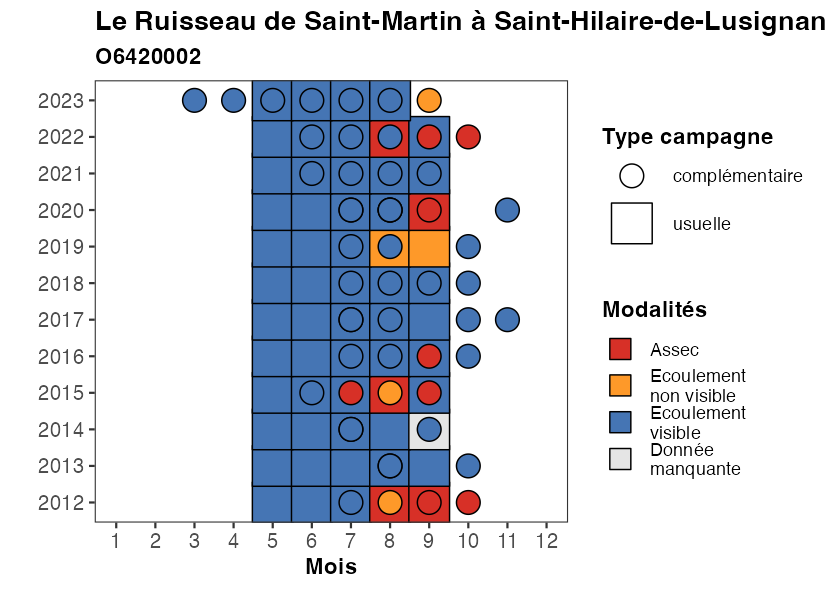 Le Ruisseau de Saint-Martin à Saint-Hilaire-de-Lusignan
O6420002
2023
2022
2021
2020
2019
2018
2017
2016
2015
2014
2013
2012
1 2 3 4 5 6 7 8 9 10 11 12
Mois
Type campagne
complémentaire
usuelle
Modalités
Assec
Ecoulement
non visible
Ecoulement
visible
Donnée
manquante